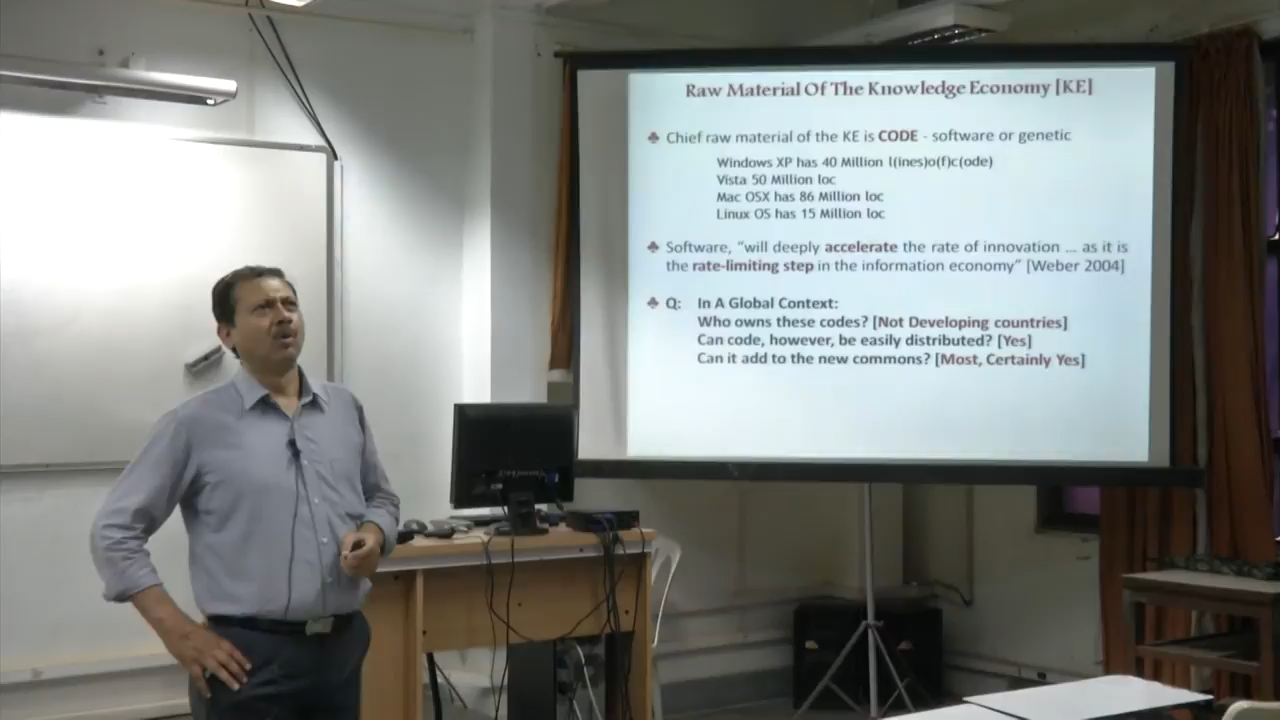 Raw Material Of The Knowledge Economy [KE]
Chief raw material of the KE is CODE - software or genetic
Windows XP has 40 Million l(ines)o(f)c(ode)
Vista 50 Million loc
Mac OSX has 86 Million loc
Linux OS has 15 Million loc
Software, "will deeply accelerate the rate of innovation ... as it is
the rate-limiting step in the information economy" [Weber 2004]
Q: In A Global Context:
Who owns these codes? [Not Developing countries]
Can code, however, be easily distributed? [Yes]
Can it add to the new commons? [Most, Certainly Yes]